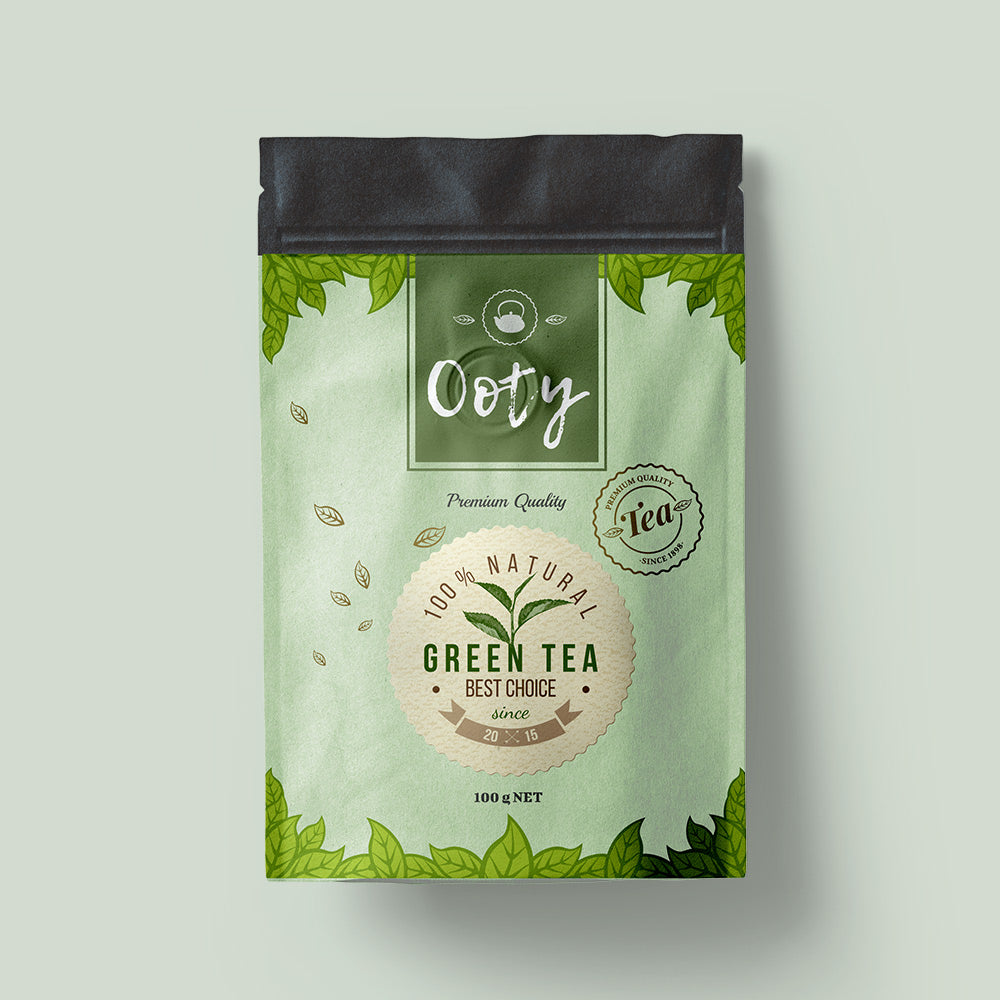 Ooty
Premium Quality
PREMIUM QUALITY
Tea
·SINCE 1898·
100% NATURAL
GREEN TEA
• BEST CHOICE •
since
20 15
100 g NET